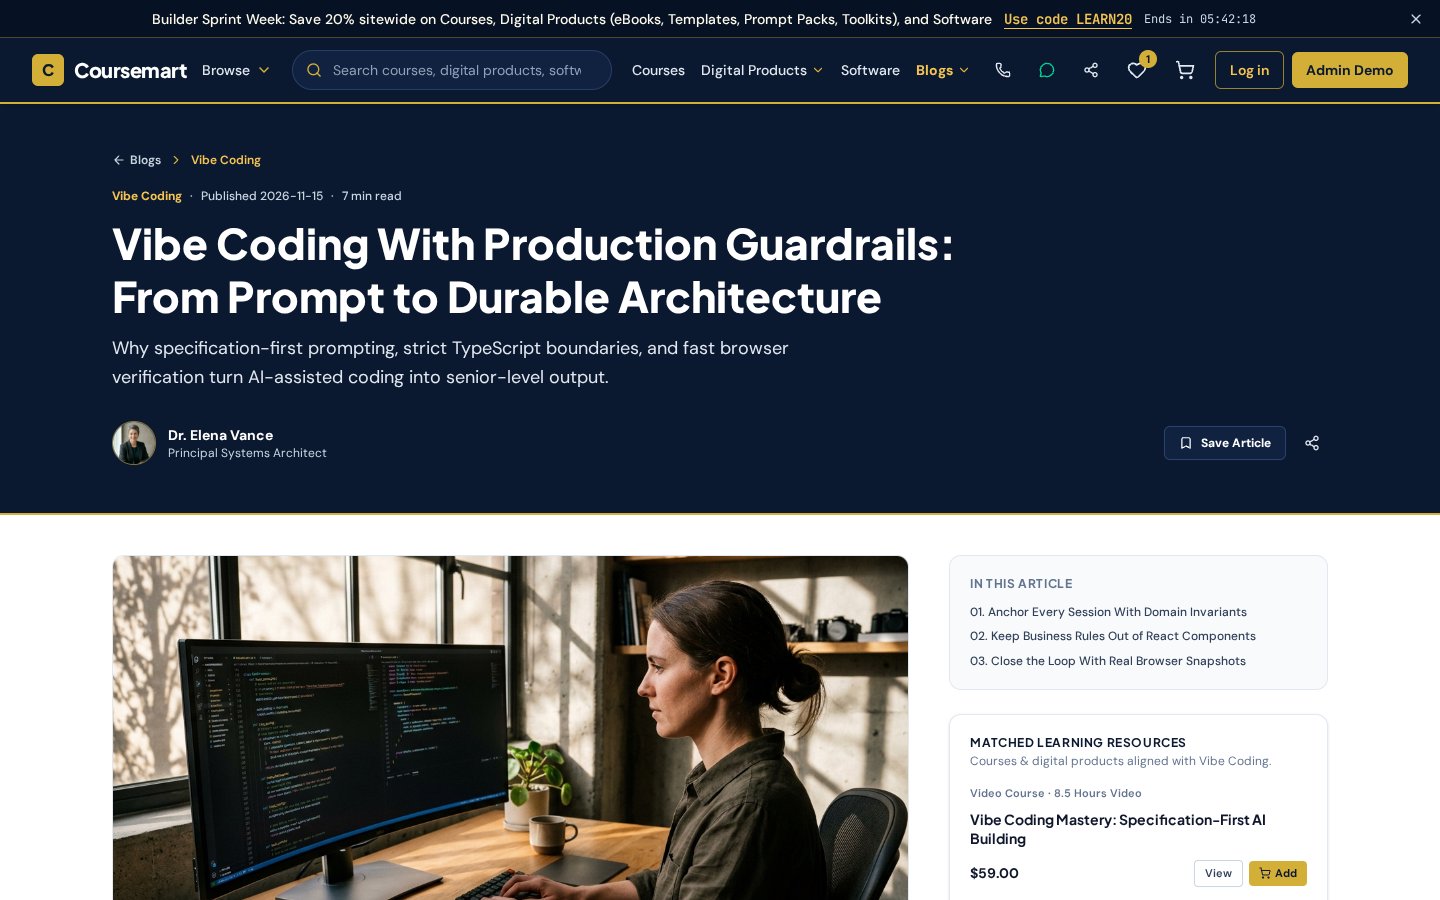 Builder Sprint Week: Save 20% sitewide on Courses, Digital Products (eBooks, Templates, Prompt Packs, Toolkits), and Software Use code LEARN20 Ends in 05:42:18
C Coursemart Browse Search courses, digital products, softw Courses Digital Products Software Blogs 1 Log in Admin Demo
Blogs Vibe Coding
Vibe Coding · Published 2026-11-15 · 7 min read
Vibe Coding With Production Guardrails:
From Prompt to Durable Architecture
Why specification-first prompting, strict TypeScript boundaries, and fast browser
verification turn AI-assisted coding into senior-level output.
Dr. Elena Vance
Principal Systems Architect
Save Article
IN THIS ARTICLE
01. Anchor Every Session With Domain Invariants
02. Keep Business Rules Out of React Components
03. Close the Loop With Real Browser Snapshots
MATCHED LEARNING RESOURCES
Courses & digital products aligned with Vibe Coding.
Video Course · 8.5 Hours Video
Vibe Coding Mastery: Specification-First AI
Building
$59.00 View Add